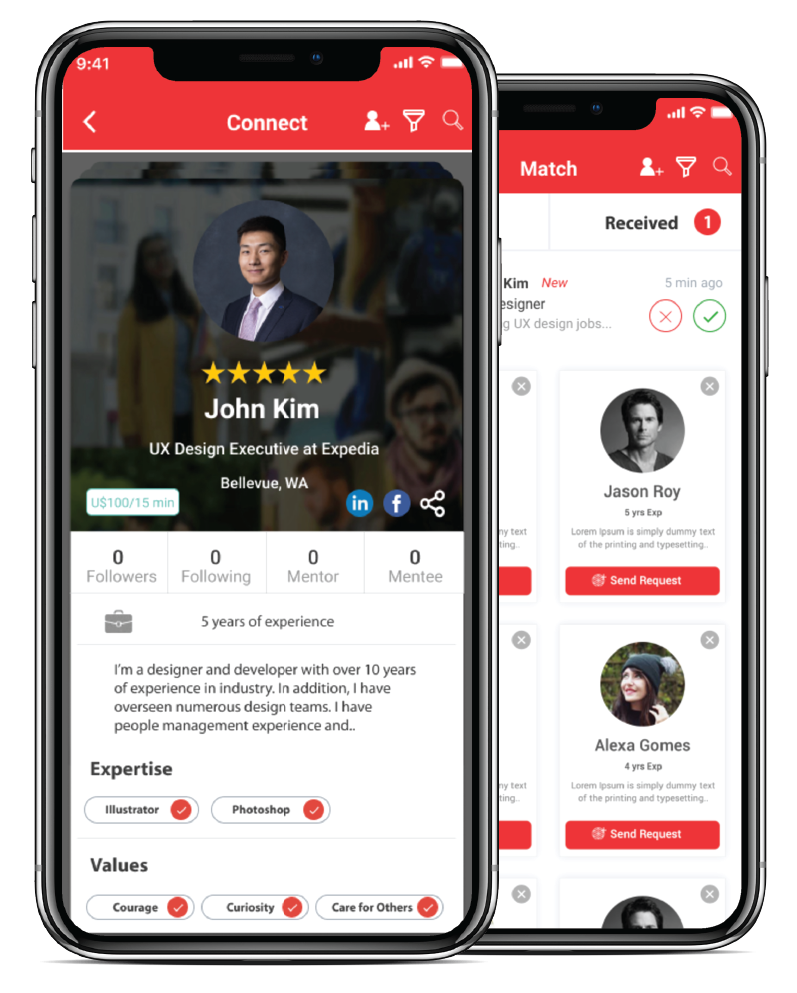 9:41
Connect
John Kim
UX Design Executive at Expedia
Bellevue, WA
U$100/15 min
in
f
0
Followers
0
Following
0
Mentor
0
Mentee
5 years of experience
I'm a designer and developer with over 10 years
of experience in industry. In addition, I have
overseen numerous design teams. I have
people management experience and..
Expertise
Illustrator
Photoshop
Values
Courage
Curiosity
Care for Others
Match
Received 1
Kim New 5 min ago
esigner
g UX design jobs...
Jason Roy
5 yrs Exp
Lorem Ipsum is simply dummy text
of the printing and typesetting..
Send Request
ny text
ting..
Alexa Gomes
4 yrs Exp
Lorem Ipsum is simply dummy text
of the printing and typesetting..
Send Request
ny text
ting..